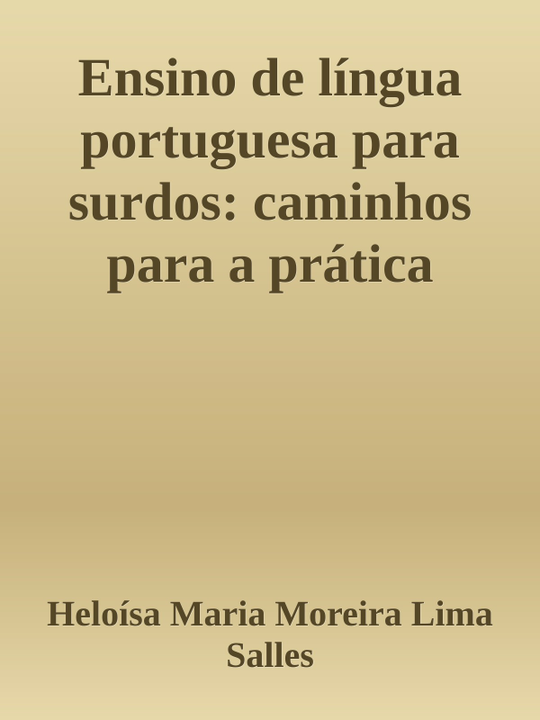 Ensino de língua
portuguesa para
surdos: caminhos
para a prática
Heloísa Maria Moreira Lima
Salles